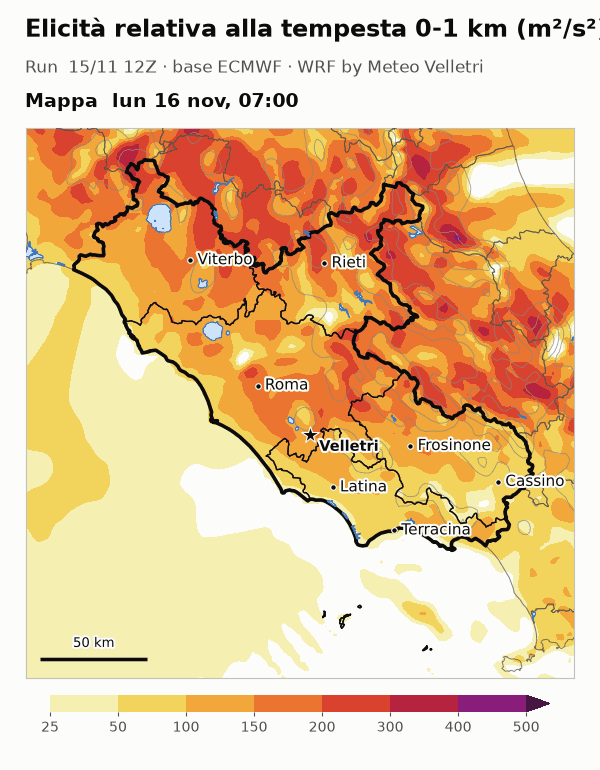 Elicità relativa alla tempesta 0-1 km (m²/s²)
Run 15/11 12Z · base ECMWF · WRF by Meteo Velletri
Mappa lun 16 nov, 07:00
Viterbo
Rieti
Roma
Velletri
Frosinone
Cassino
Latina
Terracina
50 km
25 50 100 150 200 300 400 500